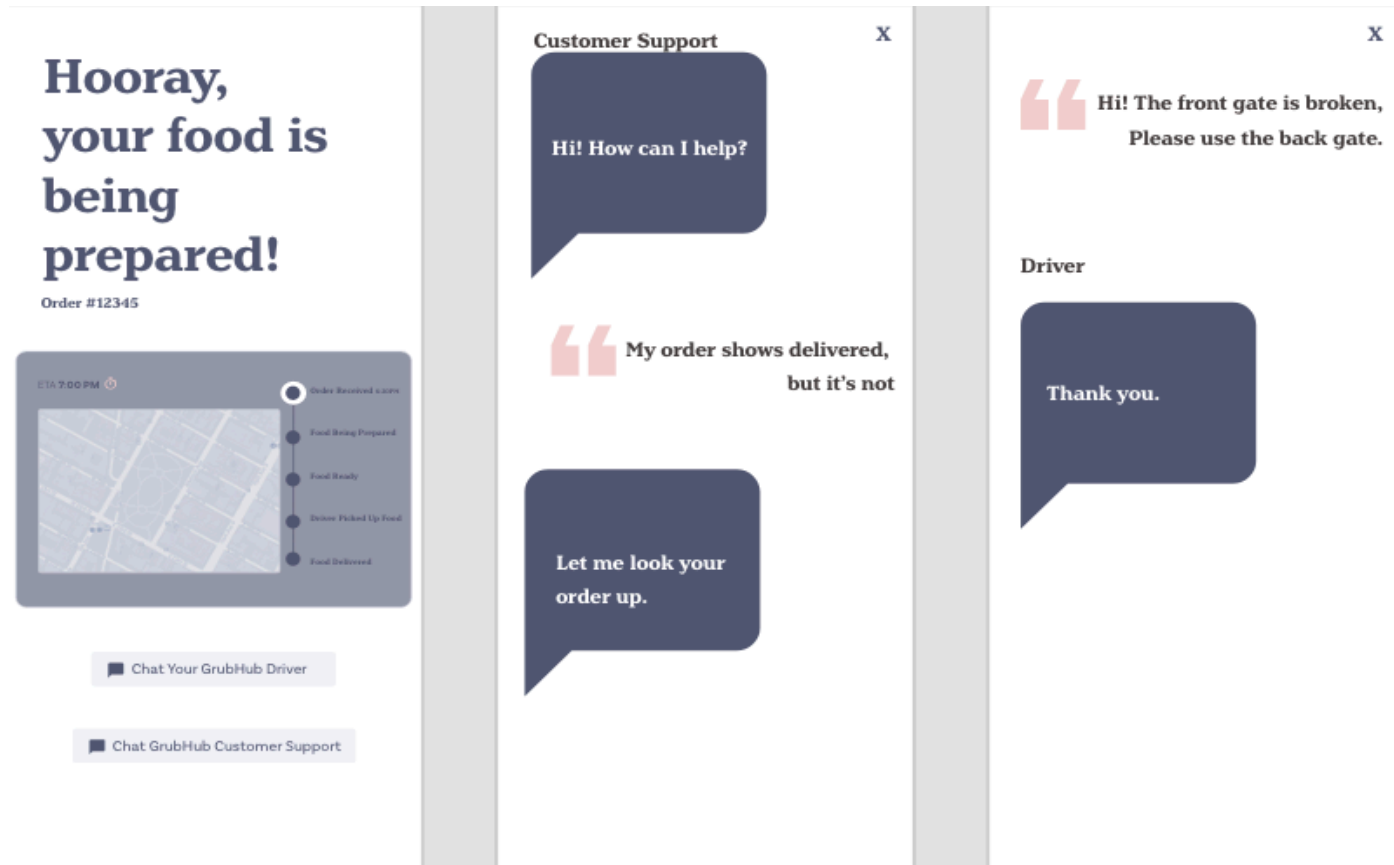 Hooray,
your food is
being
prepared!
Order #12345
ETA 7:00 PM
Order Received
Food Being Prepared
Food Ready
Driver Picked Up Food
Food Delivered
Chat Your GrubHub Driver
Chat GrubHub Customer Support
Customer Support
X
Hi! How can I help?
My order shows delivered,
but it's not
Let me look your
order up.
X
Hi! The front gate is broken,
Please use the back gate.
Driver
Thank you.